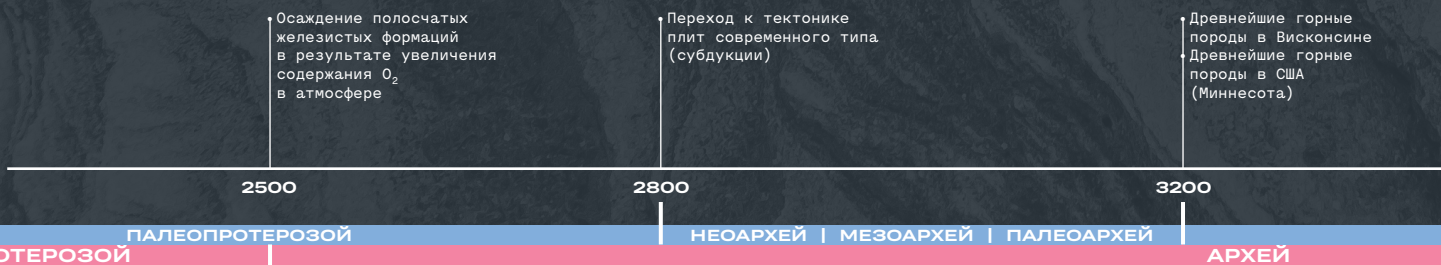 Осаждение полосчатых
железистых формаций
в результате увеличения
содержания O₂
в атмосфере
Переход к тектонике
плит современного типа
(субдукции)
Древнейшие горные
породы в Висконсине
Древнейшие горные
породы в США
(Миннесота)
2500
2800
3200
ПАЛЕОПРОТЕРОЗОЙ
НЕОАРХЕЙ | МЕЗОАРХЕЙ | ПАЛЕОАРХЕЙ
ОТЕРОЗОЙ
АРХЕЙ